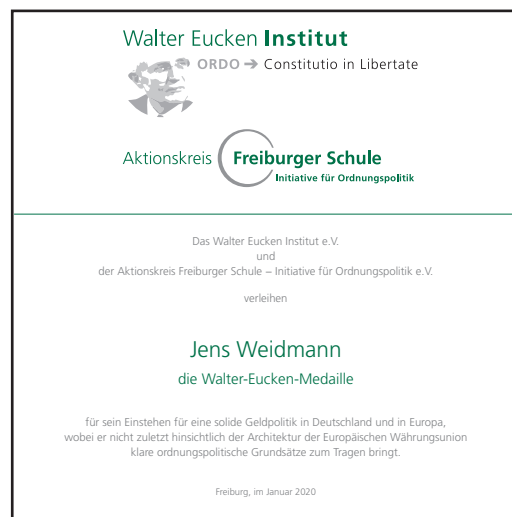 Walter Eucken Institut
ORDO ➔ Constitutio in Libertate
Aktionskreis Freiburger Schule
Initiative für Ordnungspolitik
Das Walter Eucken Institut e.V.
und
der Aktionskreis Freiburger Schule – Initiative für Ordnungspolitik e.V.
verleihen
Jens Weidmann
die Walter-Eucken-Medaille
für sein Einstehen für eine solide Geldpolitik in Deutschland und in Europa,
wobei er nicht zuletzt hinsichtlich der Architektur der Europäischen Währungsunion
klare ordnungspolitische Grundsätze zum Tragen bringt.
Freiburg, im Januar 2020